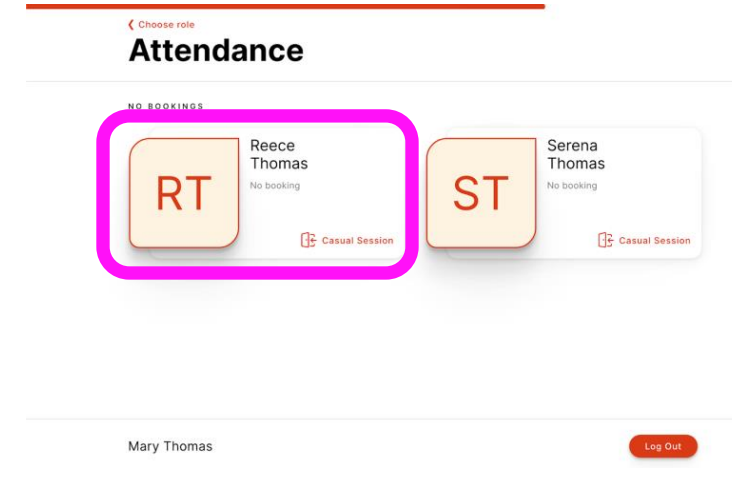 Choose role
Attendance
NO BOOKINGS
RT
Reece
Thomas
No booking
Casual Session
ST
Serena
Thomas
No booking
Casual Session
Mary Thomas
Log Out